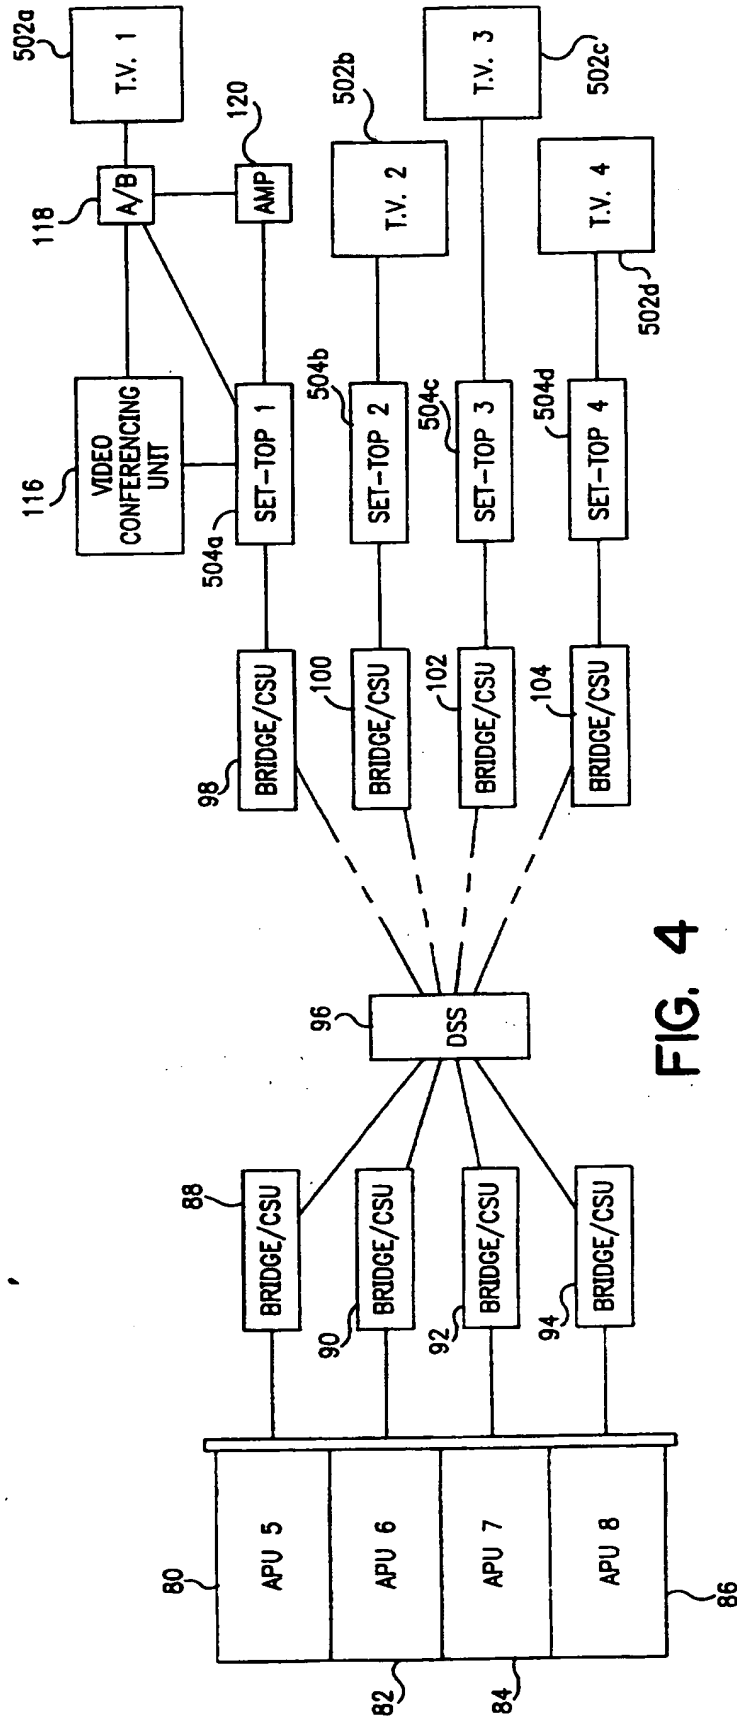 80
APU 5
APU 6
82
APU 7
84
APU 8
86
88
BRIDGE/CSU
90
BRIDGE/CSU
92
BRIDGE/CSU
94
BRIDGE/CSU
96
DSS
98
BRIDGE/CSU
100
BRIDGE/CSU
102
BRIDGE/CSU
104
BRIDGE/CSU
116
VIDEO
CONFERENCING
UNIT
504a
SET-TOP 1
504b
SET-TOP 2
504c
SET-TOP 3
504d
SET-TOP 4
118
A/B
120
AMP
502a
T.V. 1
502b
T.V. 2
T.V. 3
502c
T.V. 4
502d
FIG. 4